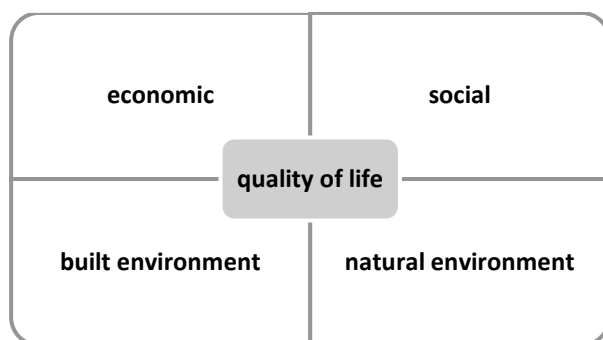 economic
social
quality of life
built environment
natural environment